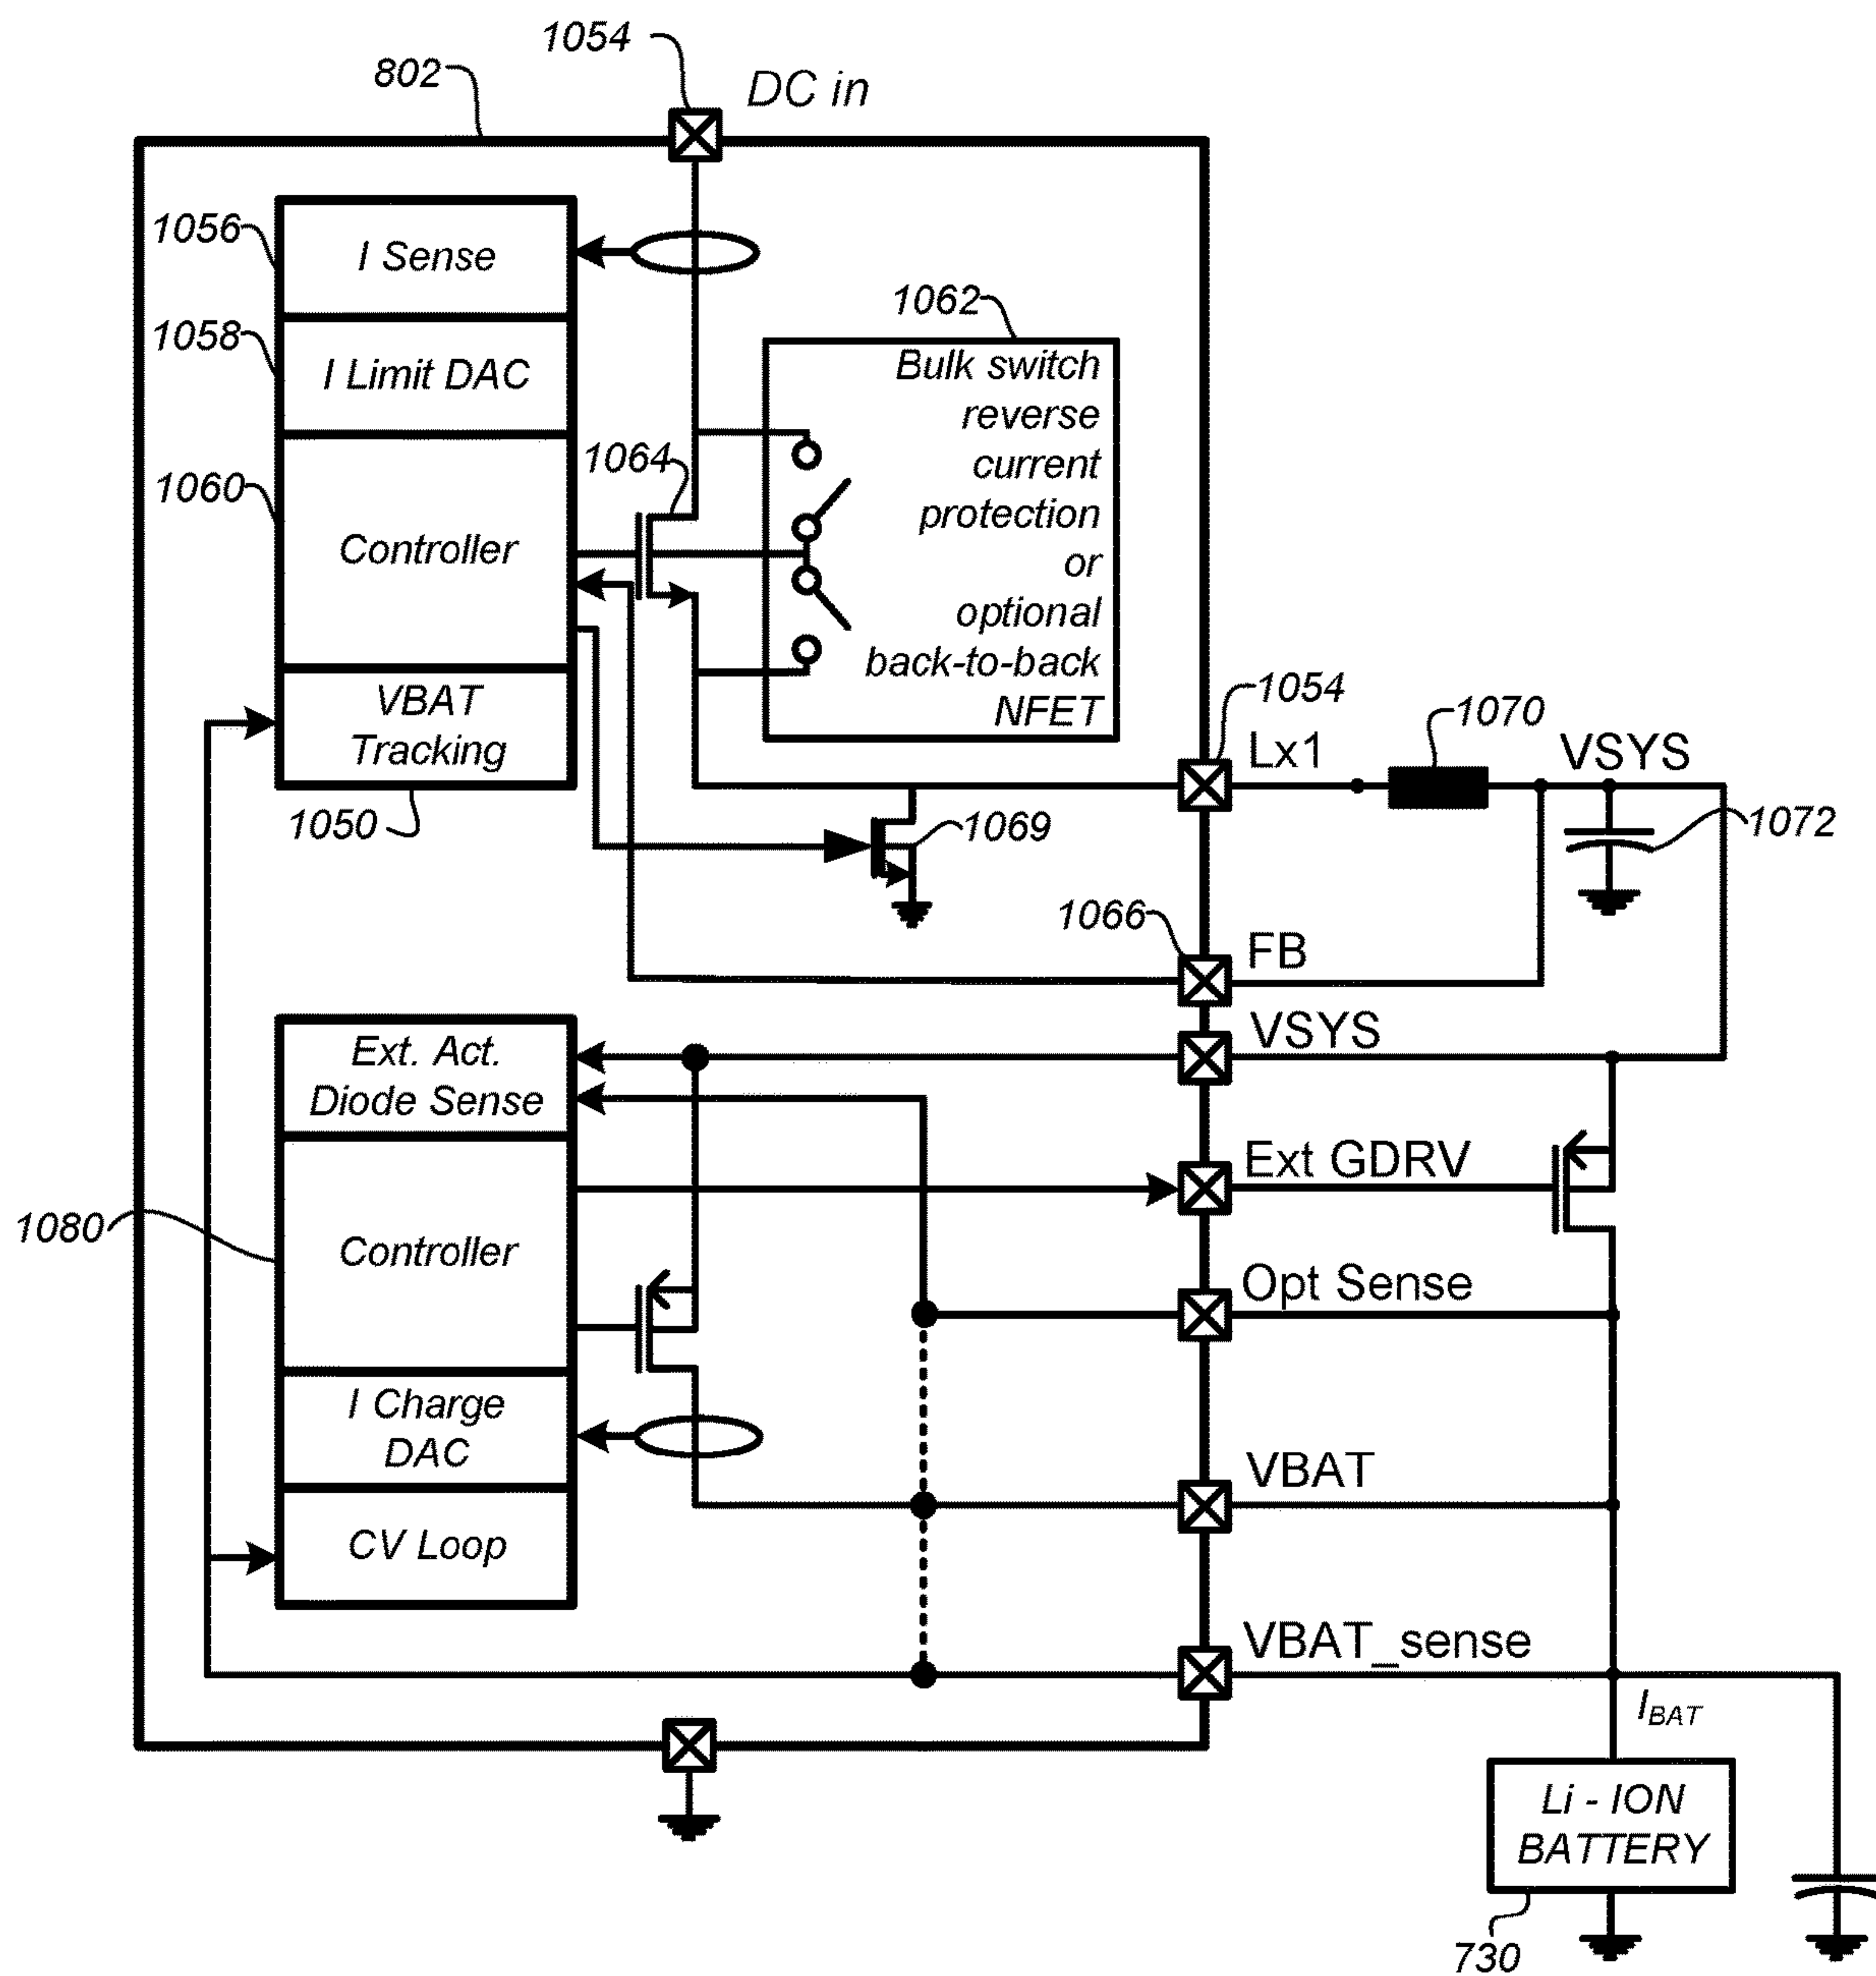 1054
802
DC in
1056
I Sense
1062
1058
I Limit DAC
Bulk switch
reverse
current
protection
or
optional
back-to-back
NFET
1064
1060
Controller
VBAT
Tracking
1050
1054
Lx1
1070
VSYS
1072
1069
1066
FB
VSYS
Ext. Act.
Diode Sense
Ext GDRV
1080
Controller
Opt Sense
I Charge
DAC
VBAT
CV Loop
VBAT_sense
IBAT
Li - ION
BATTERY
730